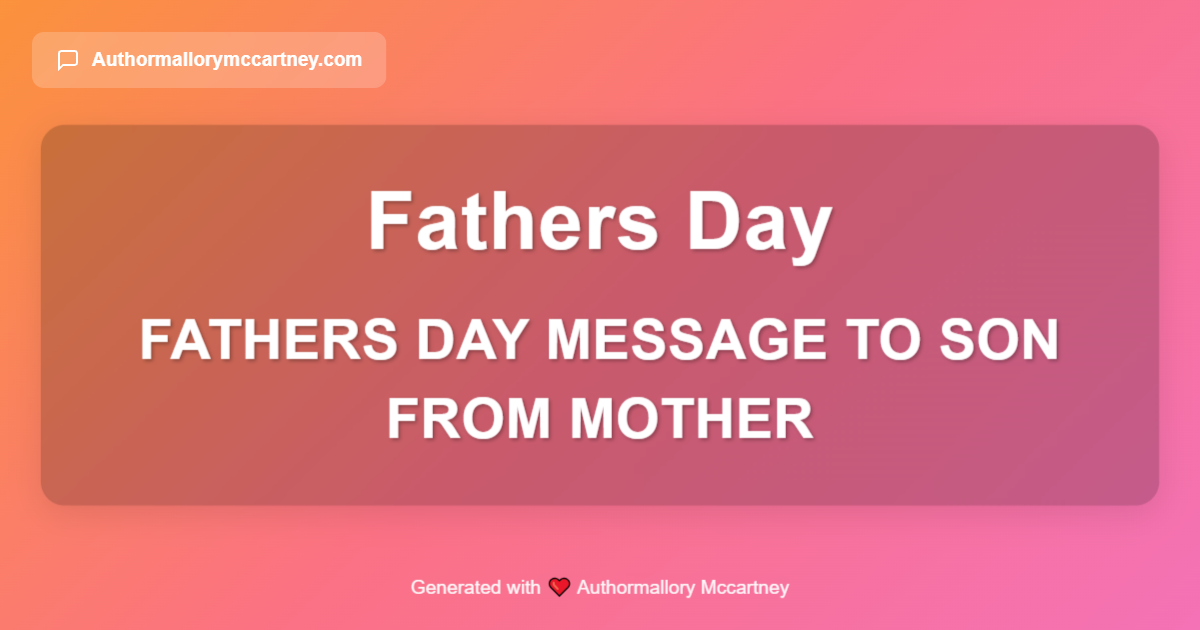 Authormallorymccartney.com
Fathers Day
FATHERS DAY MESSAGE TO SON
FROM MOTHER
Generated with ❤️ Authormallory Mccartney